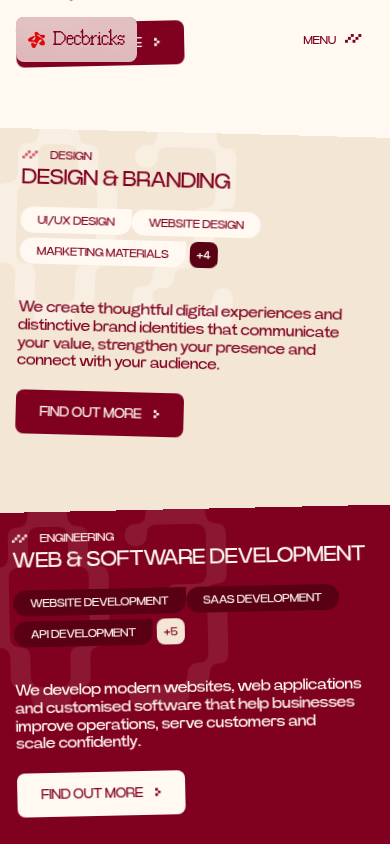 Decbricks
E
MENU
DESIGN
DESIGN & BRANDING
UI/UX DESIGN
WEBSITE DESIGN
MARKETING MATERIALS
+4
We create thoughtful digital experiences and
distinctive brand identities that communicate
your value, strengthen your presence and
connect with your audience.
FIND OUT MORE
ENGINEERING
WEB & SOFTWARE DEVELOPMENT
WEBSITE DEVELOPMENT
SAAS DEVELOPMENT
API DEVELOPMENT
+5
We develop modern websites, web applications
and customised software that help businesses
improve operations, serve customers and
scale confidently.
FIND OUT MORE